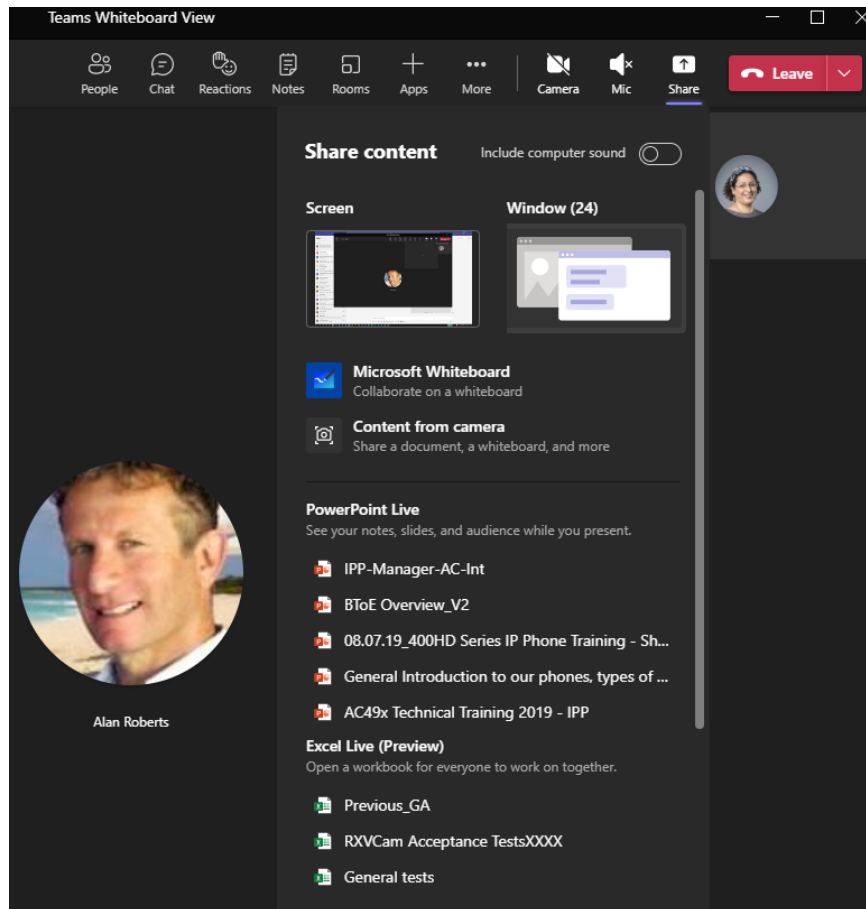 Teams Whiteboard View
People Chat Reactions Notes Rooms Apps More Camera Mic Share Leave
Share content Include computer sound
Screen Window (24)
Microsoft Whiteboard
Collaborate on a whiteboard
Content from camera
Share a document, a whiteboard, and more
PowerPoint Live
See your notes, slides, and audience while you present.
IPP-Manager-AC-Int
BToE Overview_V2
08.07.19_400HD Series IP Phone Training - Sh...
General Introduction to our phones, types of ...
AC49x Technical Training 2019 - IPP
Alan Roberts
Excel Live (Preview)
Open a workbook for everyone to work on together.
Previous_GA
RXVCam Acceptance TestsXXXX
General tests